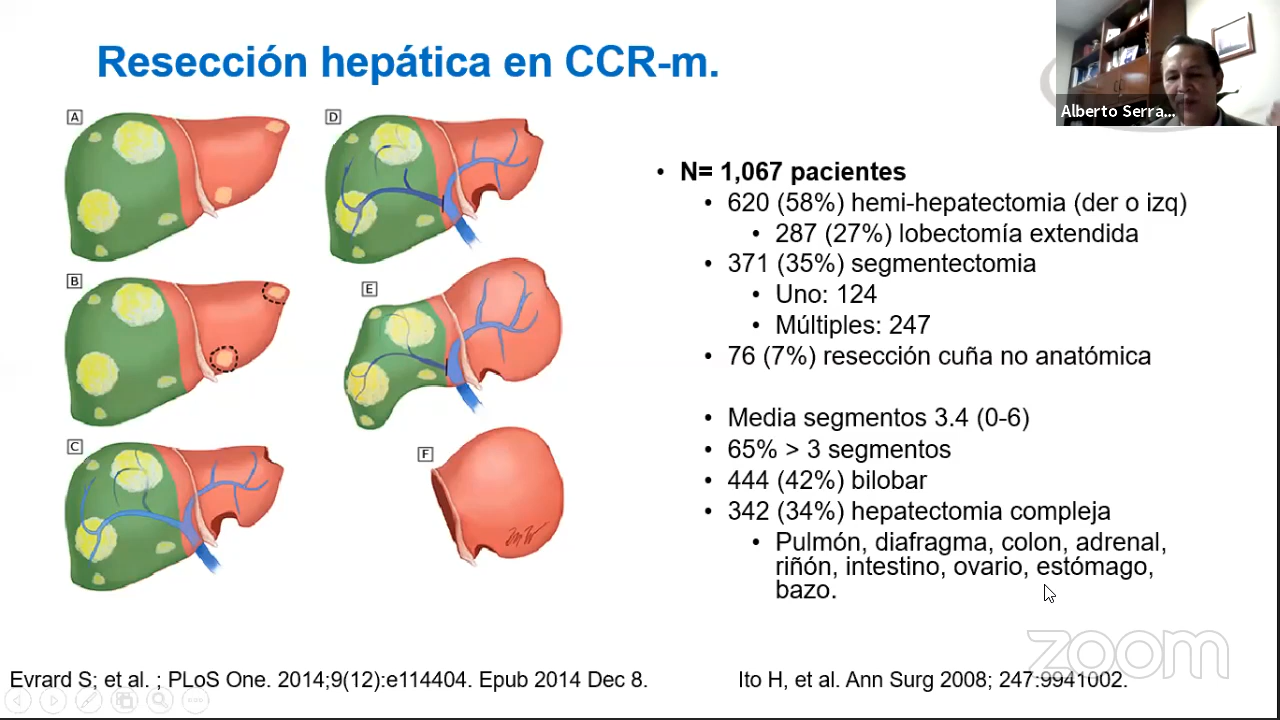 Resección hepática en CCR-m.
Alberto Serra...
A
D
B
E
C
F
• N= 1,067 pacientes
• 620 (58%) hemi-hepatectomia (der o izq)
• 287 (27%) lobectomía extendida
• 371 (35%) segmentectomia
• Uno: 124
• Múltiples: 247
• 76 (7%) resección cuña no anatómica
• Media segmentos 3.4 (0-6)
• 65% > 3 segmentos
• 444 (42%) bilobar
• 342 (34%) hepatectomia compleja
• Pulmón, diafragma, colon, adrenal,
riñón, intestino, ovario, estómago,
bazo.
zoom
Evrard S; et al. ; PLoS One. 2014;9(12):e114404. Epub 2014 Dec 8.
Ito H, et al. Ann Surg 2008; 247:9941002.